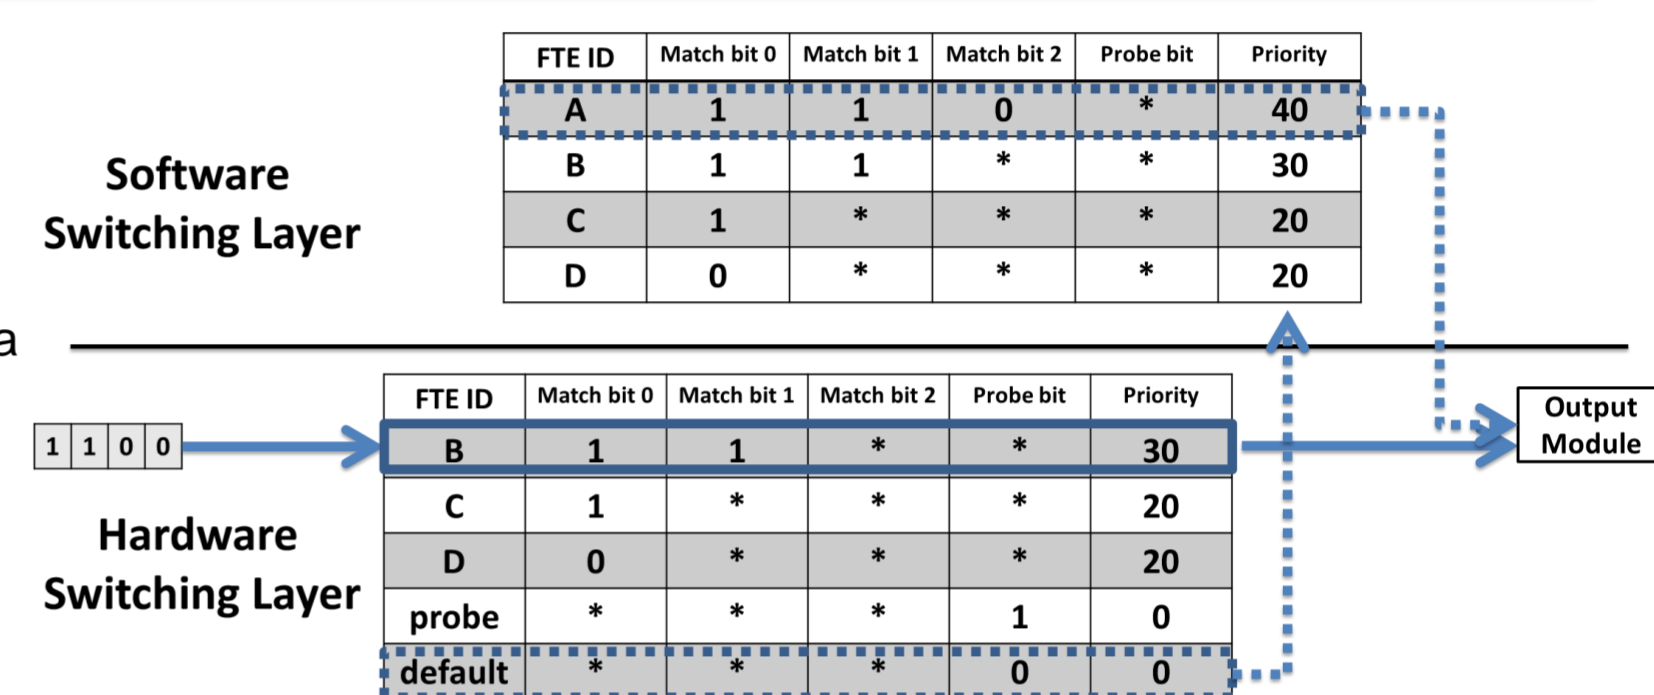 FTE ID Match bit 0 Match bit 1 Match bit 2 Probe bit Priority
A 1 1 0 * 40
B 1 1 * * 30
C 1 * * * 20
D 0 * * * 20
Software
Switching Layer
a
FTE ID Match bit 0 Match bit 1 Match bit 2 Probe bit Priority
B 1 1 * * 30
C 1 * * * 20
D 0 * * * 20
probe * * * 1 0
default * * * 0 0
1 1 0 0
Hardware
Switching Layer
Output
Module